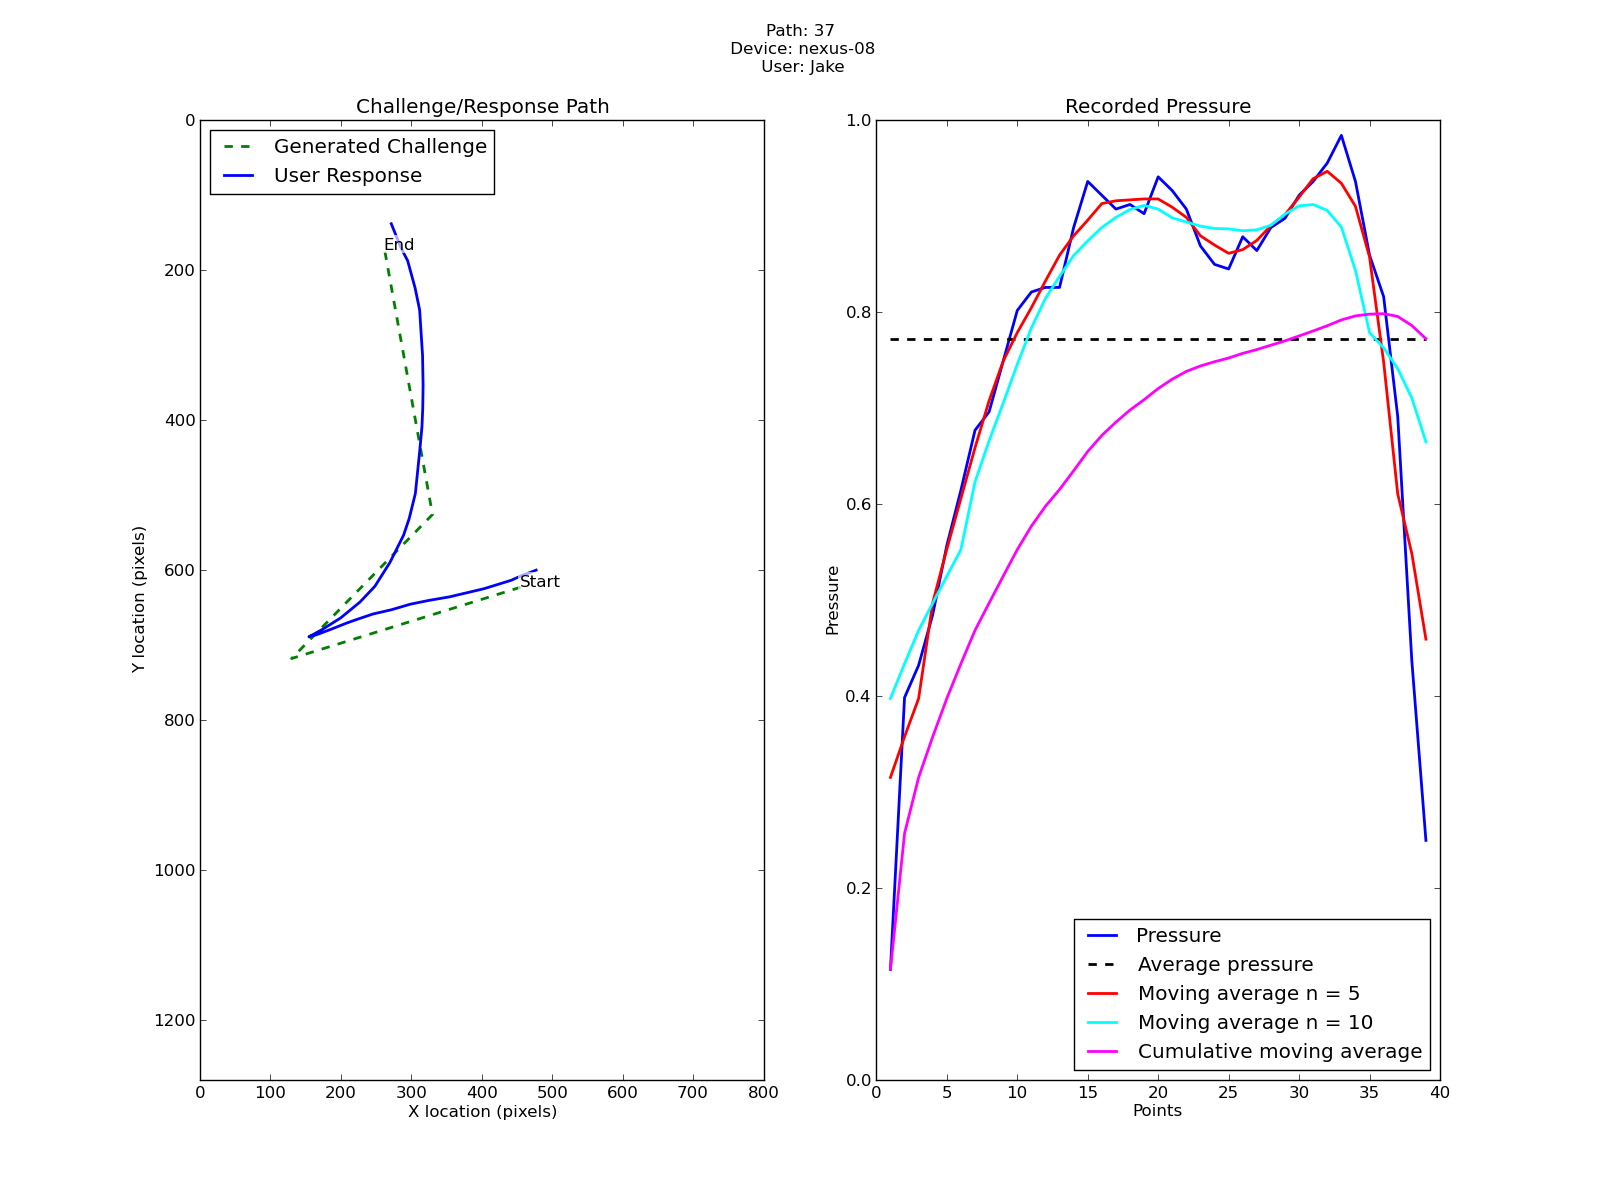 Path: 37
Device: nexus-08
User: Jake
Challenge/Response Path
Generated Challenge
User Response
End
Start
0
200
400
600
800
1000
1200
Y location (pixels)
0 100 200 300 400 500 600 700 800
X location (pixels)
Recorded Pressure
1.0
0.8
0.6
0.4
0.2
0.0
Pressure
Pressure
Average pressure
Moving average n = 5
Moving average n = 10
Cumulative moving average
0 5 10 15 20 25 30 35 40
Points